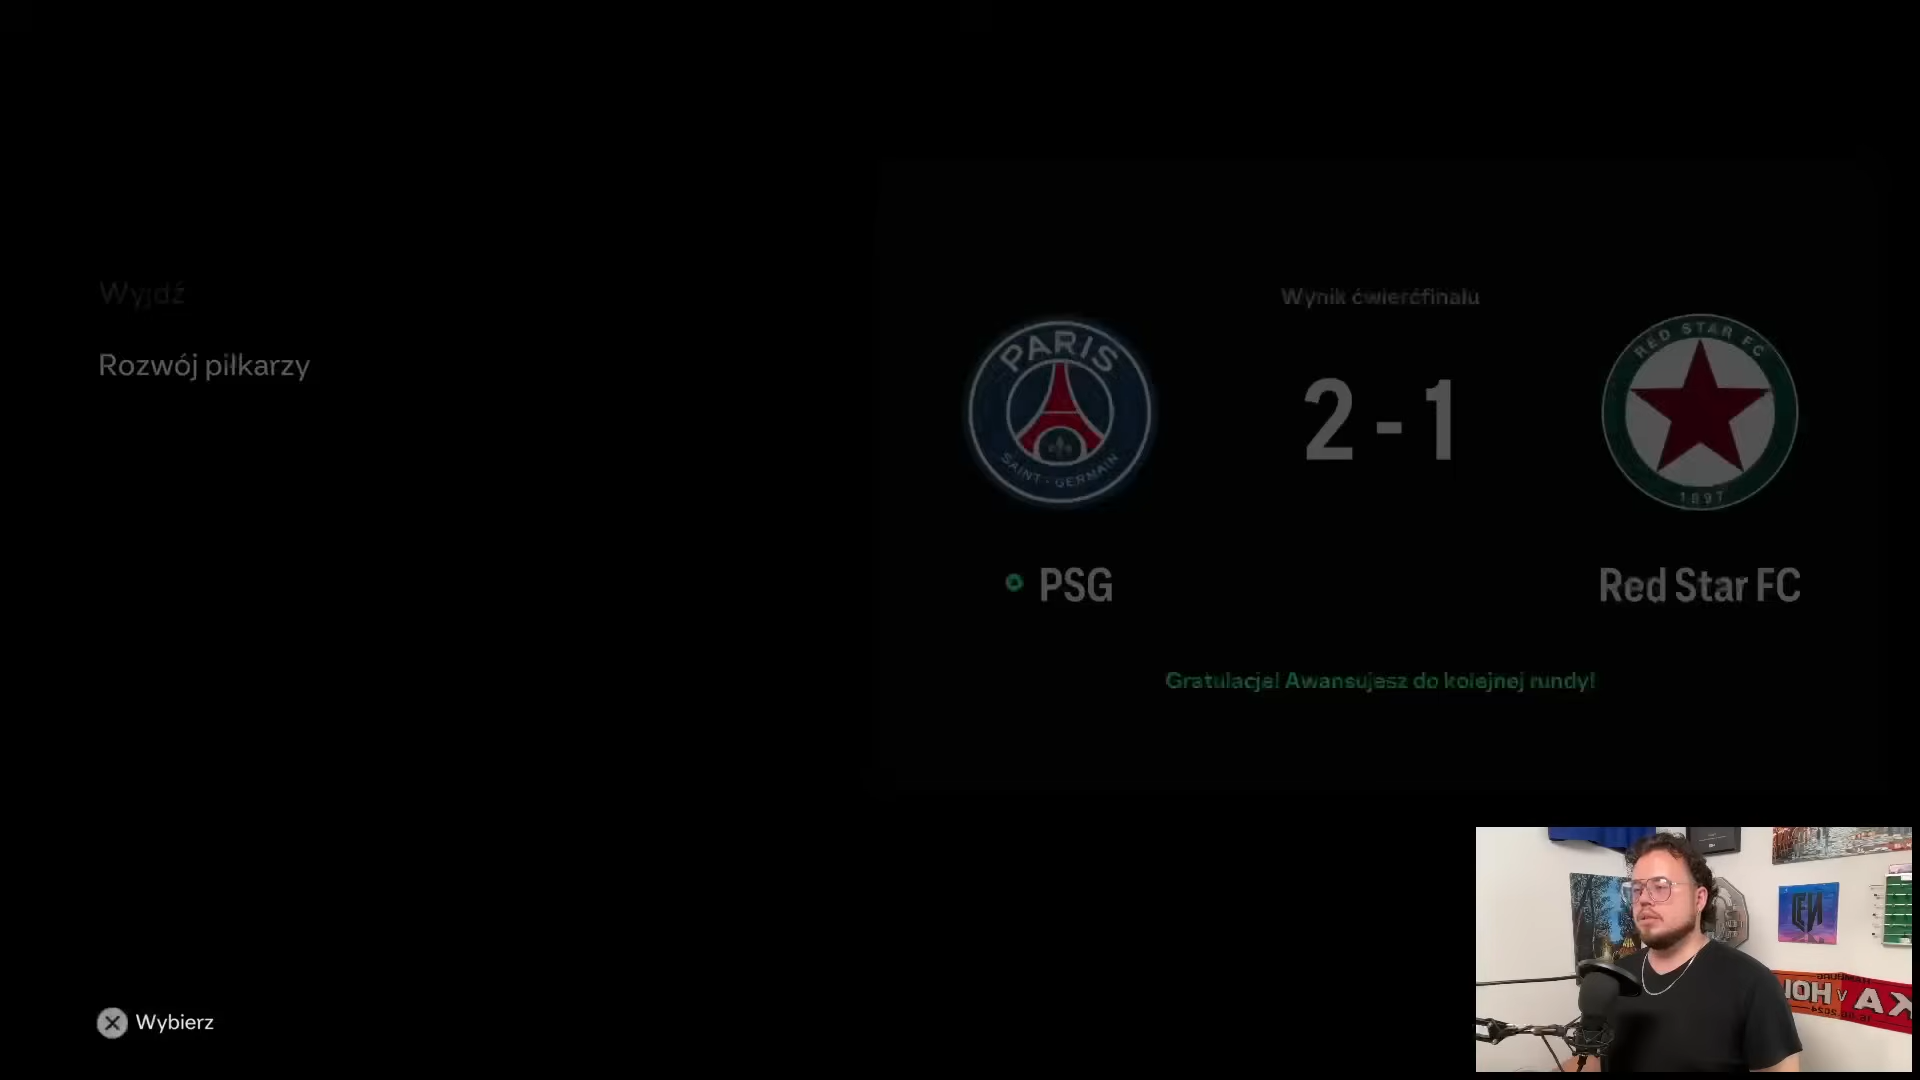 Wyjdź
Rozwój piłkarzy
Wynik ćwierćfinału
PARIS
SAINT-GERMAIN
2 - 1
RED STAR FC
1897
PSG
Red Star FC
Gratulacje! Awansujesz do kolejnej rundy!
Wybierz